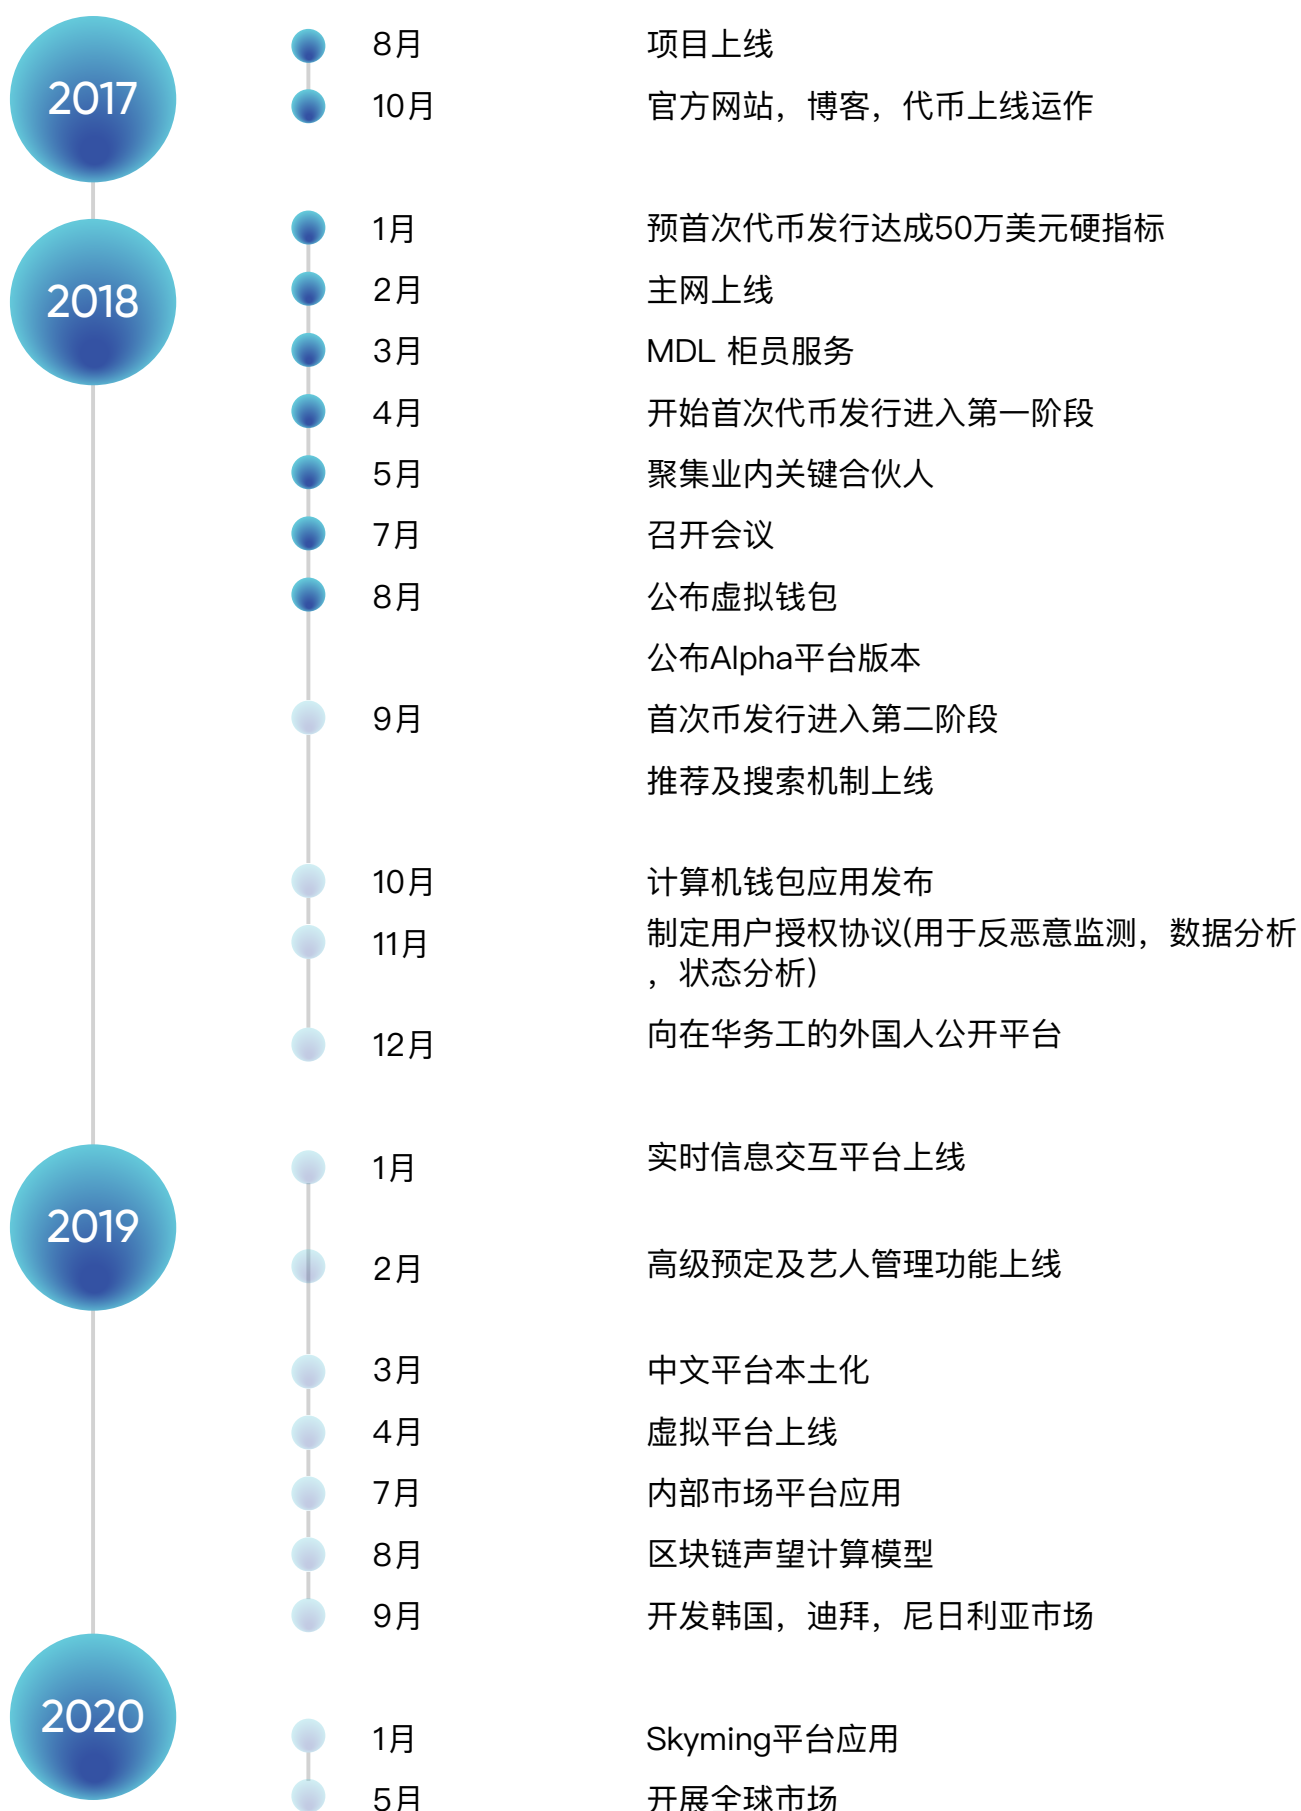 2017
8月 项目上线
10月 官方网站，博客，代币上线运作
2018
1月 预首次代币发行达成50万美元硬指标
2月 主网上线
3月 MDL 柜员服务
4月 开始首次代币发行进入第一阶段
5月 聚集业内关键合伙人
7月 召开会议
8月 公布虚拟钱包
公布Alpha平台版本
9月 首次币发行进入第二阶段
推荐及搜索机制上线
10月 计算机钱包应用发布
11月 制定用户授权协议(用于反恶意监测，数据分析
，状态分析)
12月 向在华务工的外国人公开平台
2019
1月 实时信息交互平台上线
2月 高级预定及艺人管理功能上线
3月 中文平台本土化
4月 虚拟平台上线
7月 内部市场平台应用
8月 区块链声望计算模型
9月 开发韩国，迪拜，尼日利亚市场
2020
1月 Skyming平台应用
5月 开展全球市场